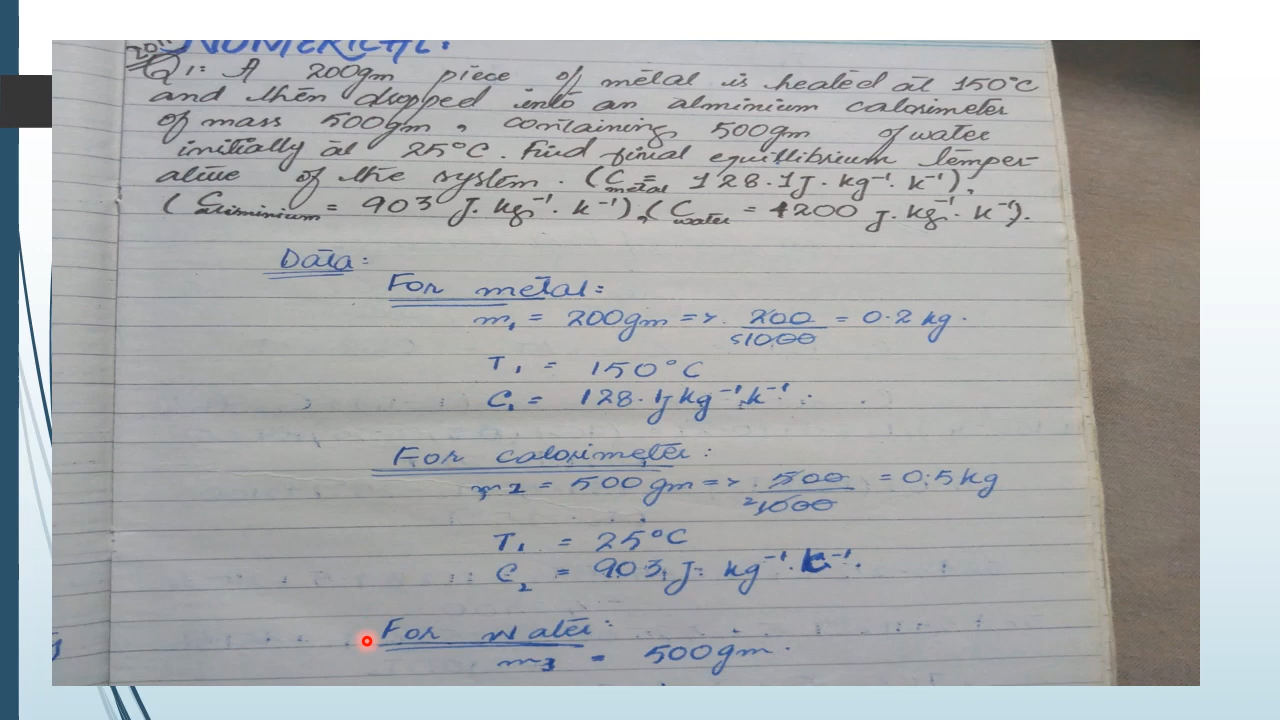 201
NUMERICAL:
Q1:- A 200gm piece of metal is heated at 150°C
and then dropped into an alminium calorimeter
of mass 500gm, containing 500gm of water
initially at 25°C. Find final equillibrium temper-
ature of the system. (C metal = 128.1J.kg⁻¹.k⁻¹),
(C aluminium = 903 J.kg⁻¹.k⁻¹), (C water = 4200 J.kg⁻¹.k⁻¹).
Data:
For metal:
m₁ = 200gm => 200/1000 = 0.2 kg.
T₁ = 150°C
C₁ = 128.1J kg⁻¹.k⁻¹.
For calorimeter:
m2 = 500 gm => 500/1000 = 0.5 kg
T₁ = 25°C
C₂ = 903 J. kg⁻¹.k⁻¹.
For water:
m₃ = 500gm.